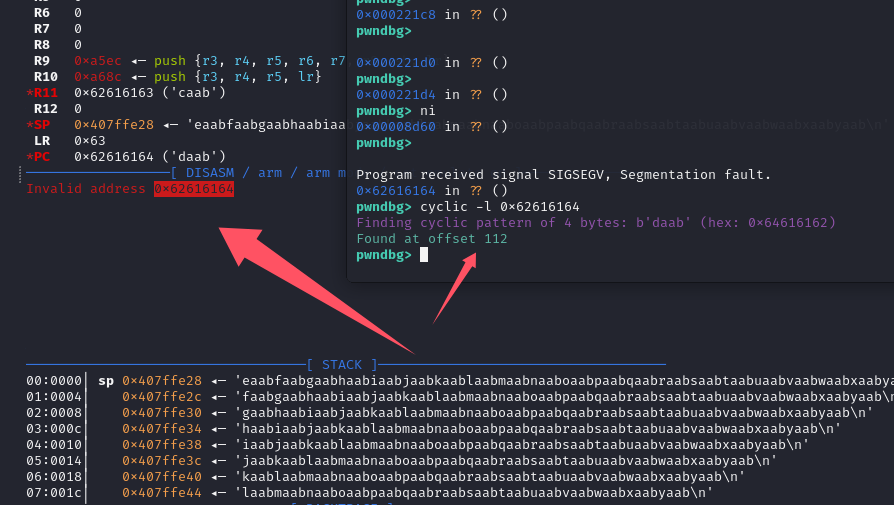 R6 0
R7 0
R8 0
R9 0×a5ec ◂— push {r3, r4, r5, r6, r7
R10 0×a68c ◂— push {r3, r4, r5, lr}
*R11 0×62616163 ('caab')
R12 0
*SP 0×407ffe28 ◂— 'eaabfaabgaabhaabiaa
LR 0×63
*PC 0×62616164 ('daab')
[ DISASM / arm / arm m
Invalid address 0×62616164
0×000221c8 in ?? ()
pwndbg>
0×000221d0 in ?? ()
pwndbg>
0×000221d4 in ?? ()
pwndbg> ni
0×00008d60 in ?? ()
pwndbg>
Program received signal SIGSEGV, Segmentation fault.
0×62616164 in ?? ()
pwndbg> cyclic -l 0×62616164
Finding cyclic pattern of 4 bytes: b'daab' (hex: 0×64616162)
Found at offset 112
pwndbg>
[ STACK ]
00:0000│ sp 0×407ffe28 ◂— 'eaabfaabgaabhaabiaabjaabkaablaabmaabnaaboaabpaabqaabraabsaabtaabuaabvaabwaabxaabya
01:0004│ 0×407ffe2c ◂— 'faabgaabhaabiaabjaabkaablaabmaabnaaboaabpaabqaabraabsaabtaabuaabvaabwaabxaabyaab\n
02:0008│ 0×407ffe30 ◂— 'gaabhaabiaabjaabkaablaabmaabnaaboaabpaabqaabraabsaabtaabuaabvaabwaabxaabyaab\n'
03:000c│ 0×407ffe34 ◂— 'haabiaabjaabkaablaabmaabnaaboaabpaabqaabraabsaabtaabuaabvaabwaabxaabyaab\n'
04:0010│ 0×407ffe38 ◂— 'iaabjaabkaablaabmaabnaaboaabpaabqaabraabsaabtaabuaabvaabwaabxaabyaab\n'
05:0014│ 0×407ffe3c ◂— 'jaabkaablaabmaabnaaboaabpaabqaabraabsaabtaabuaabvaabwaabxaabyaab\n'
06:0018│ 0×407ffe40 ◂— 'kaablaabmaabnaaboaabpaabqaabraabsaabtaabuaabvaabwaabxaabyaab\n'
07:001c│ 0×407ffe44 ◂— 'laabmaabnaaboaabpaabqaabraabsaabtaabuaabvaabwaabxaabyaab\n'